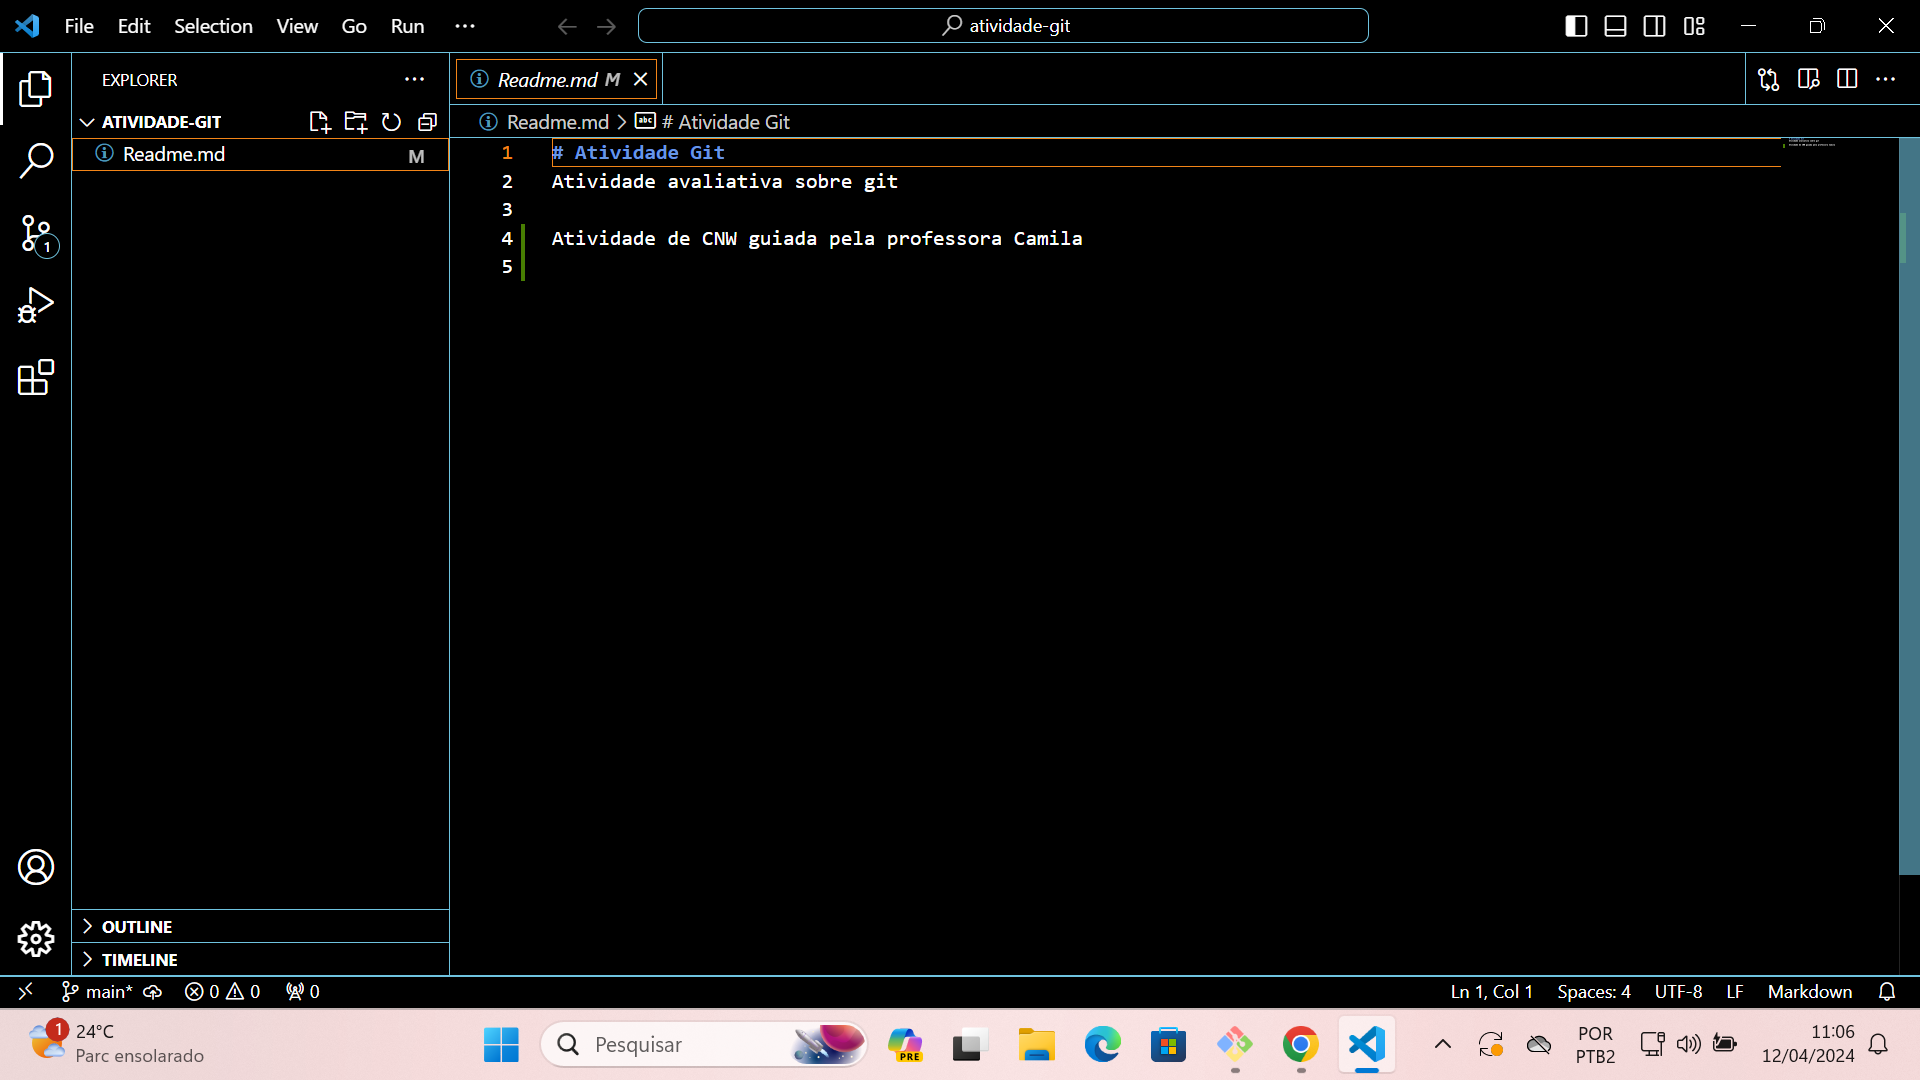 File Edit Selection View Go Run ···
atividade-git
EXPLORER
ATIVIDADE-GIT
Readme.md M
1
Readme.md M
Readme.md > # Atividade Git
1 # Atividade Git
2 Atividade avaliativa sobre git
3
4 Atividade de CNW guiada pela professora Camila
5
OUTLINE
TIMELINE
main* 0 0 0
Ln 1, Col 1 Spaces: 4 UTF-8 LF Markdown
1
24°C
Parc ensolarado
Pesquisar
PRE
POR
PTB2
11:06
12/04/2024